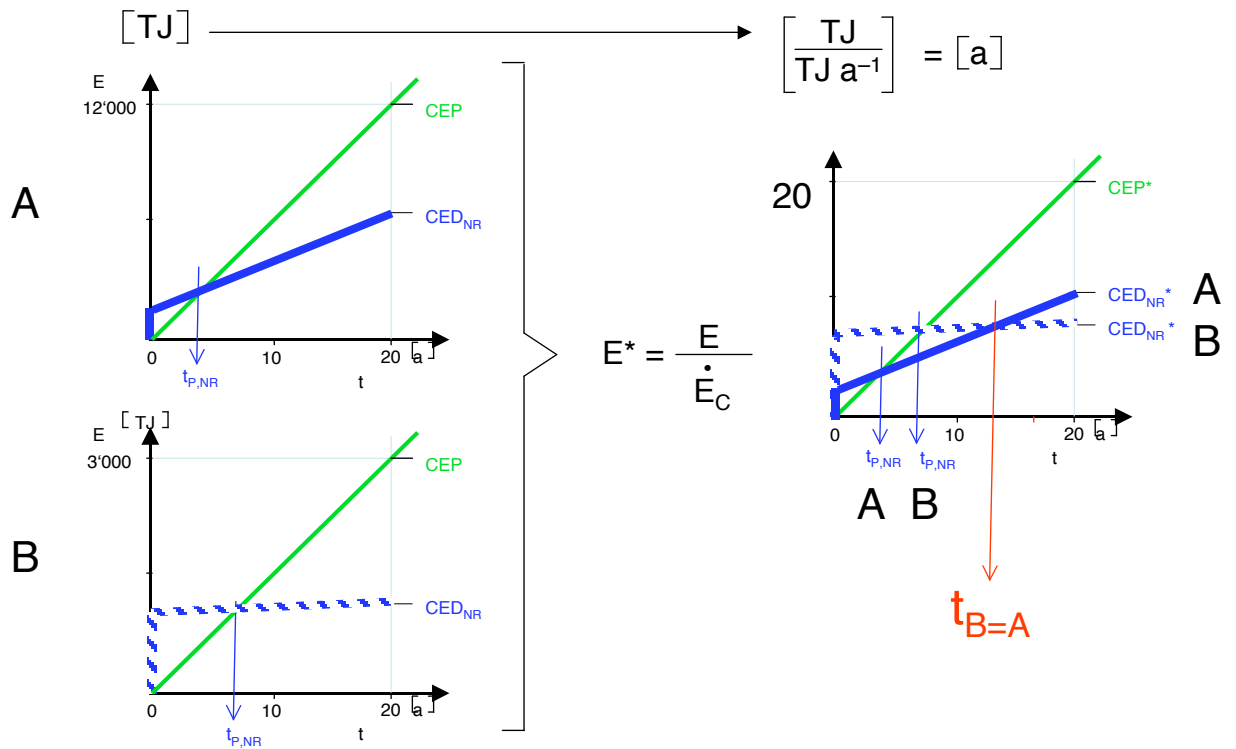 [TJ]
[TJ / TJ a⁻¹] = [a]
A
E
12'000
CEP
CED_NR
0 10 20 [a]
t_P,NR
t
E* = E / Ė_C
B
E [TJ]
3'000
CEP
CED_NR
0 10 20 [a]
t_P,NR
t
20
CEP*
CED_NR* A
CED_NR* B
0 10 20 [a]
t_P,NR t_P,NR
t
A B
t_B=A